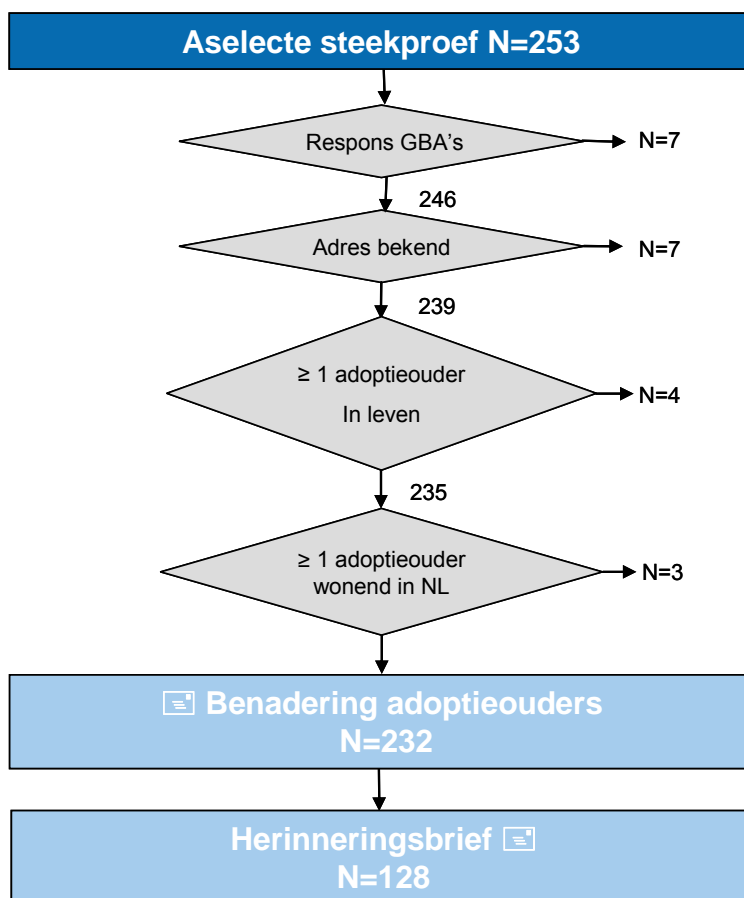 Aselecte steekproef N=253
Respons GBA's
N=7
246
Adres bekend
N=7
239
≥ 1 adoptieouder
In leven
N=4
235
≥ 1 adoptieouder
wonend in NL
N=3
Benadering adoptieouders
N=232
Herinneringsbrief
N=128